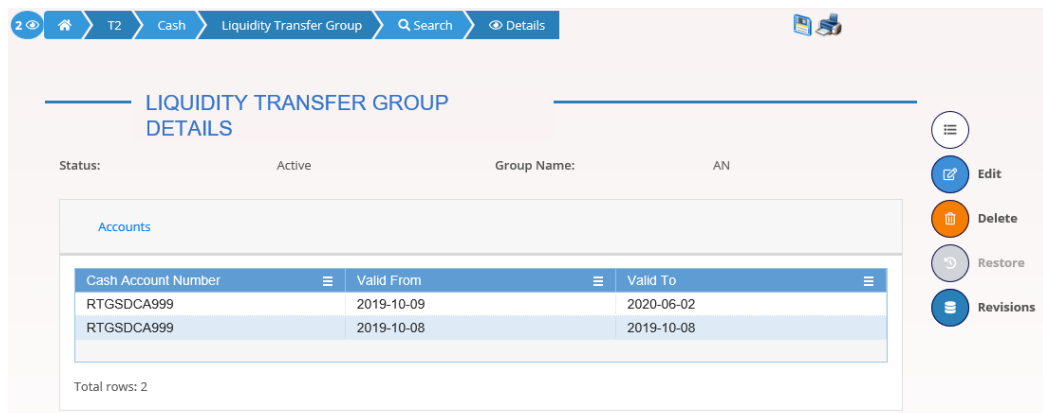 2 T2 Cash Liquidity Transfer Group Search Details
LIQUIDITY TRANSFER GROUP
DETAILS
Status: Active Group Name: AN
Edit
Delete
Restore
Revisions
Accounts
Cash Account Number Valid From Valid To
RTGSDCA999 2019-10-09 2020-06-02
RTGSDCA999 2019-10-08 2019-10-08
Total rows: 2